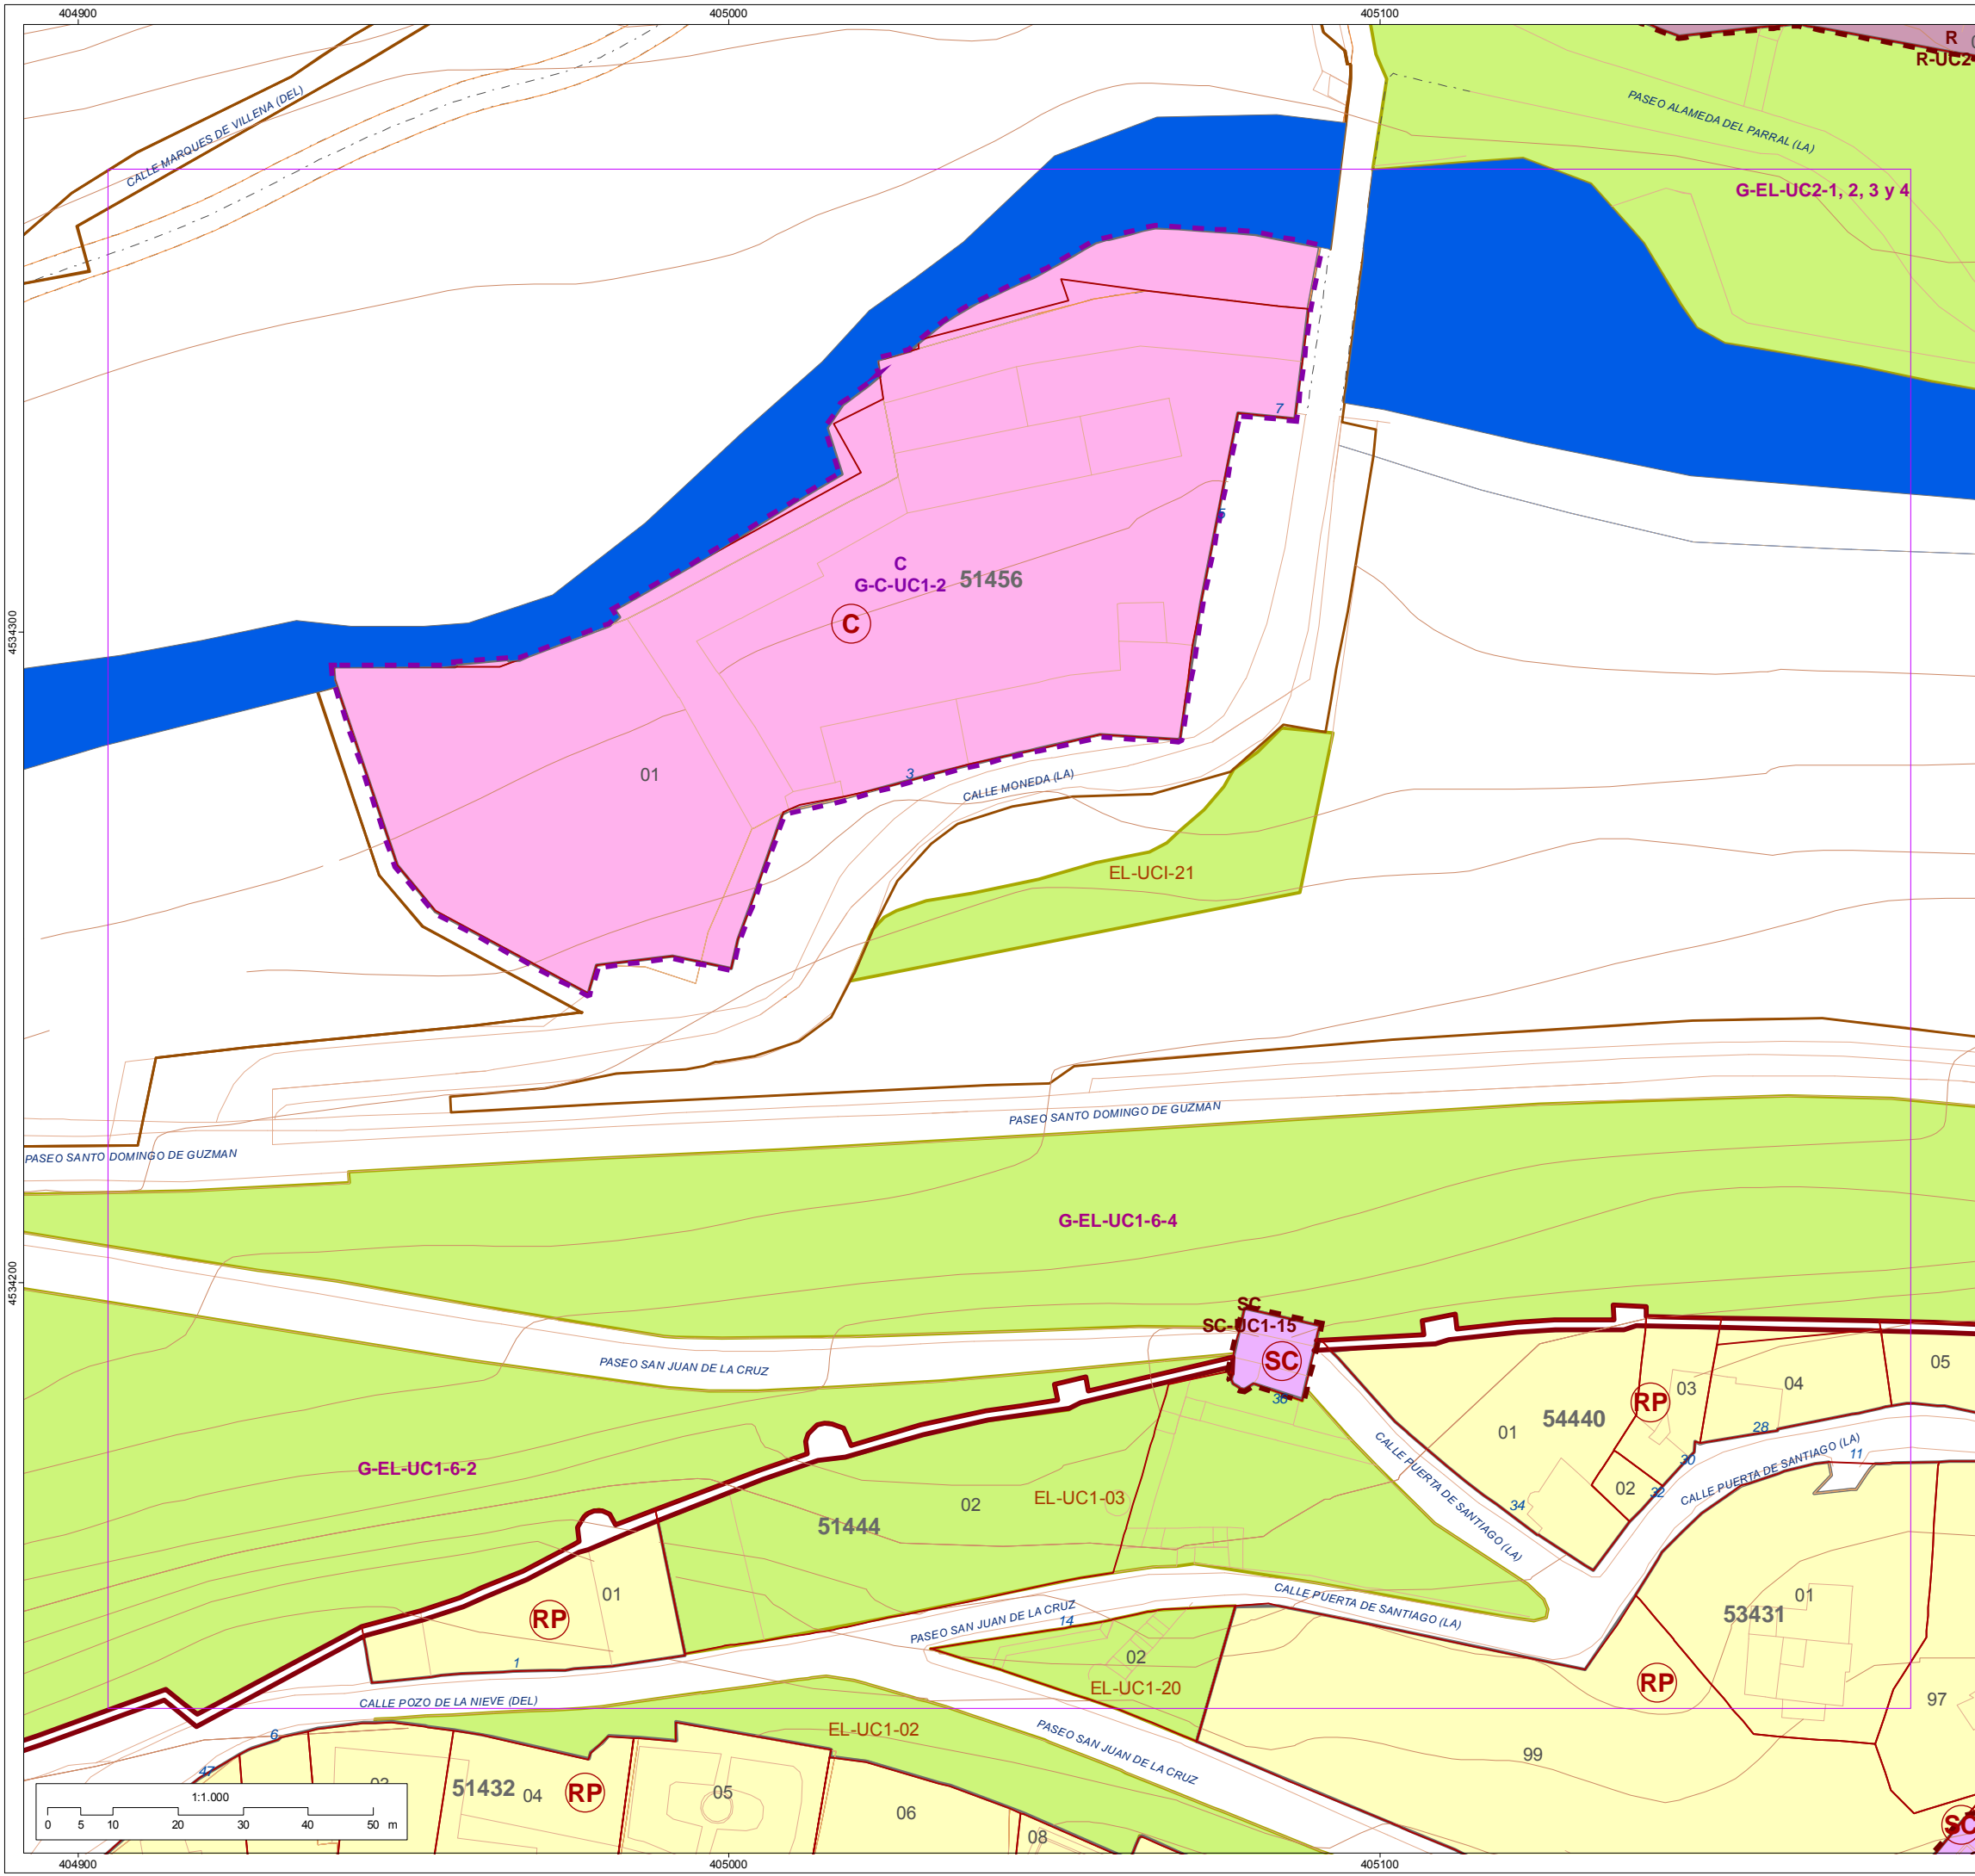 404900
405000
405100
R
R-UC2
CALLE MARQUES DE VILLENA (DEL)
PASEO ALAMEDA DEL PARRAL (LA)
G-EL-UC2-1, 2, 3 y 4
7
5
C
G-C-UC1-2
51456
C
4534300
01
3
CALLE MONEDA (LA)
EL-UCI-21
PASEO SANTO DOMINGO DE GUZMAN
PASEO SANTO DOMINGO DE GUZMAN
G-EL-UC1-6-4
4534200
SC
SC-UC1-15
SC
36
PASEO SAN JUAN DE LA CRUZ
05
04
03
RP
01
54440
28
30
11
CALLE PUERTA DE SANTIAGO (LA)
CALLE PUERTA DE SANTIAGO (LA)
G-EL-UC1-6-2
02
32
34
EL-UC1-03
02
51444
01
RP
CALLE PUERTA DE SANTIAGO (LA)
PASEO SAN JUAN DE LA CRUZ
14
01
53431
02
1
RP
EL-UC1-20
97
CALLE POZO DE LA NIEVE (DEL)
6
EL-UC1-02
PASEO SAN JUAN DE LA CRUZ
99
47
51432
04
RP
05
06
08
SC
1:1.000
0 5 10 20 30 40 50 m
404900
405000
405100